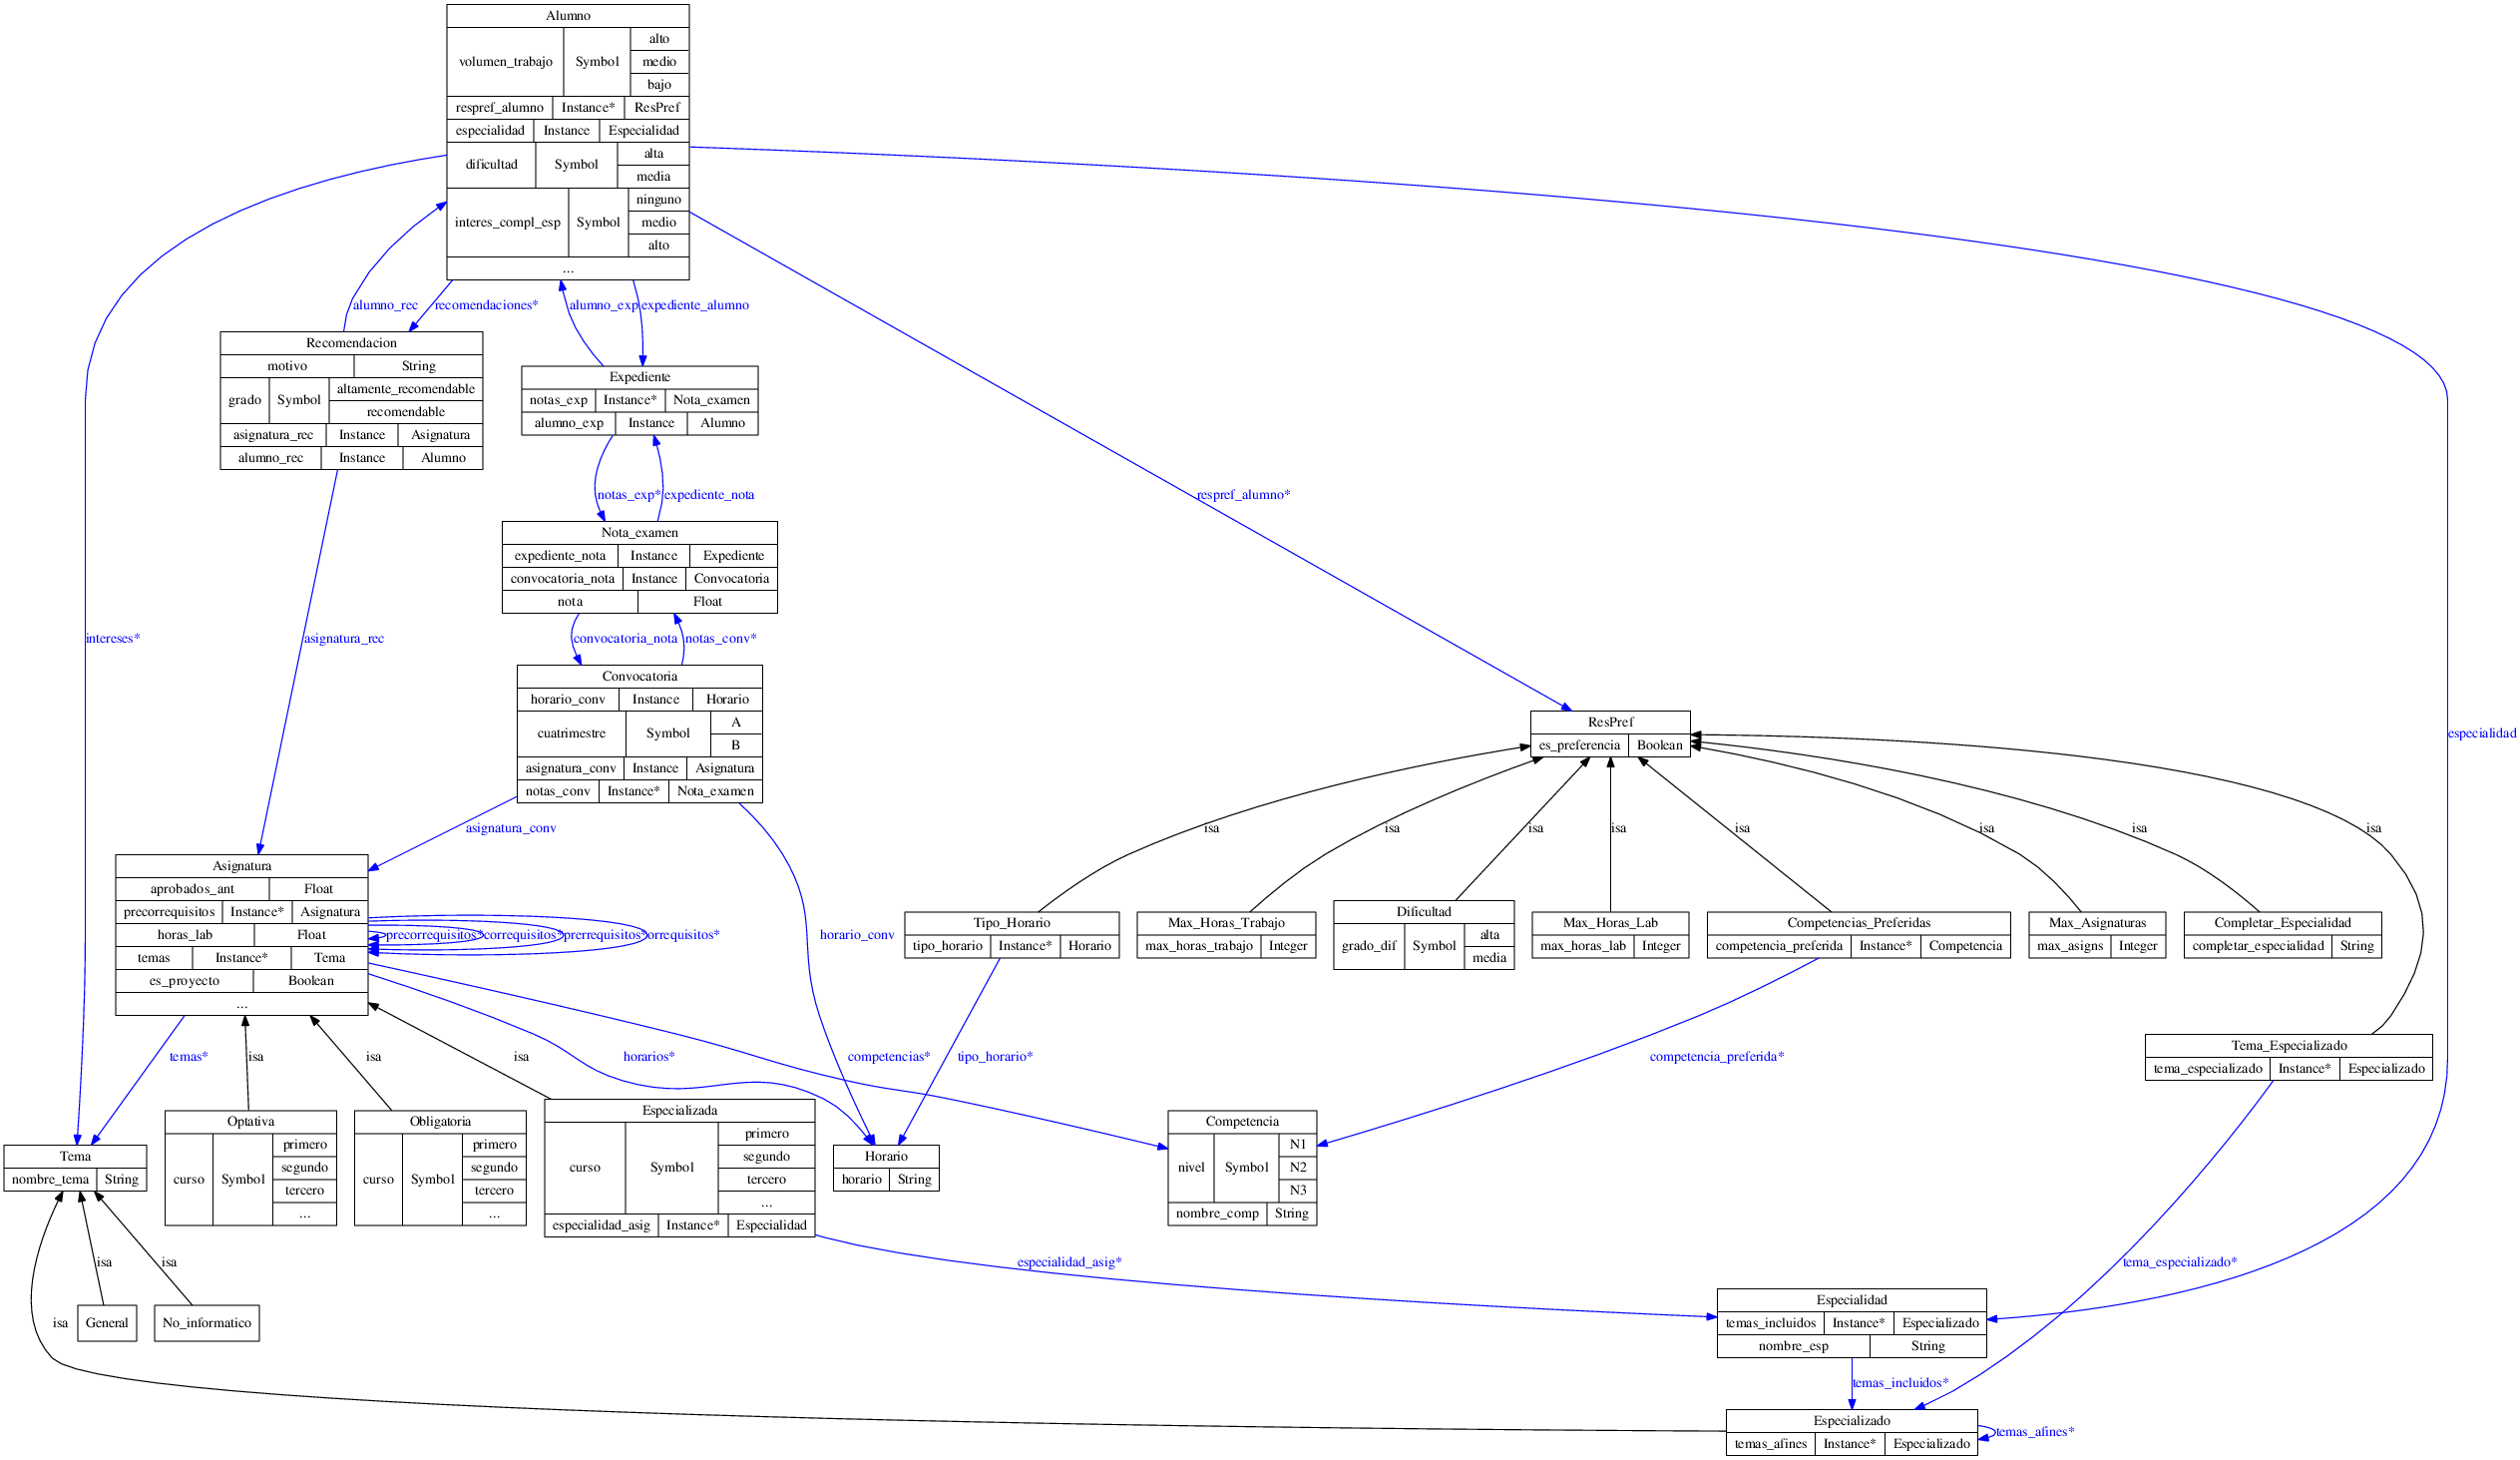 Alumno
volumen_trabajo Symbol alto
medio
bajo
respref_alumno Instance* ResPref
especialidad Instance Especialidad
dificultad Symbol alta
media
interes_compl_esp Symbol ninguno
medio
alto
...
alumno_rec recomendaciones* alumno_exp expediente_alumno
Recomendacion
motivo String
grado Symbol altamente_recomendable
recomendable
asignatura_rec Instance Asignatura
alumno_rec Instance Alumno
Expediente
notas_exp Instance* Nota_examen
alumno_exp Instance Alumno
notas_exp* expediente_nota respref_alumno*
Nota_examen
expediente_nota Instance Expediente
convocatoria_nota Instance Convocatoria
nota Float
intereses* asignatura_rec convocatoria_nota notas_conv*
Convocatoria
horario_conv Instance Horario
cuatrimestre Symbol A
B
asignatura_conv Instance Asignatura
notas_conv Instance* Nota_examen
ResPref
es_preferencia Boolean
especialidad
asignatura_conv isa isa isa isa isa isa isa isa
Asignatura
aprobados_ant Float
precorrequisitos Instance* Asignatura
horas_lab Float
temas Instance* Tema
es_proyecto Boolean
...
precorrequisitos* correquisitos* prerrequisitos* orrequisitos* horario_conv
Tipo_Horario
tipo_horario Instance* Horario
Max_Horas_Trabajo
max_horas_trabajo Integer
Dificultad
grado_dif Symbol alta
media
Max_Horas_Lab
max_horas_lab Integer
Competencias_Preferidas
competencia_preferida Instance* Competencia
Max_Asignaturas
max_asigns Integer
Completar_Especialidad
completar_especialidad String
temas* isa isa isa horarios* competencias* tipo_horario* competencia_preferida*
Tema_Especializado
tema_especializado Instance* Especializado
Tema
nombre_tema String
Optativa
curso Symbol primero
segundo
tercero
...
Obligatoria
curso Symbol primero
segundo
tercero
...
Especializada
curso Symbol primero
segundo
tercero
...
especialidad_asig Instance* Especialidad
Horario
horario String
Competencia
nivel Symbol N1
N2
N3
nombre_comp String
isa isa especialidad_asig* tema_especializado*
isa
General
No_informatico
Especialidad
temas_incluidos Instance* Especializado
nombre_esp String
temas_incluidos*
Especializado
temas_afines Instance* Especializado
temas_afines*